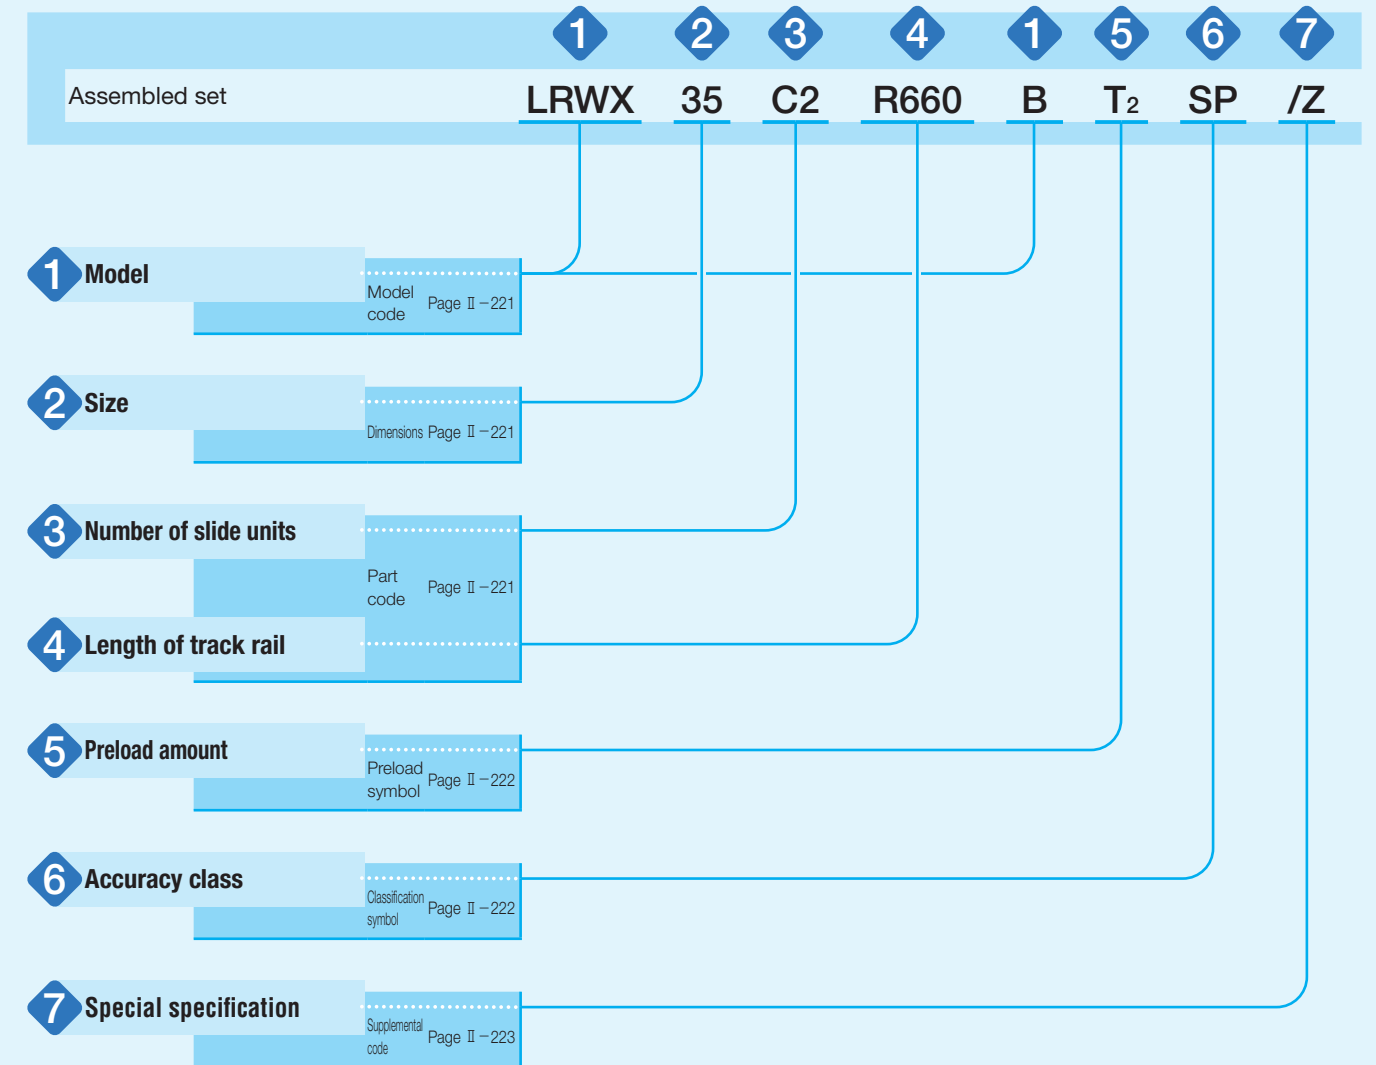 1 2 3 4 1 5 6 7
Assembled set LRWX 35 C2 R660 B T2 SP /Z
1 Model
Model code Page Ⅱ－221
2 Size
Dimensions Page Ⅱ－221
3 Number of slide units
Part code Page Ⅱ－221
4 Length of track rail
5 Preload amount
Preload symbol Page Ⅱ－222
6 Accuracy class
Classification symbol Page Ⅱ－222
7 Special specification
Supplemental code Page Ⅱ－223